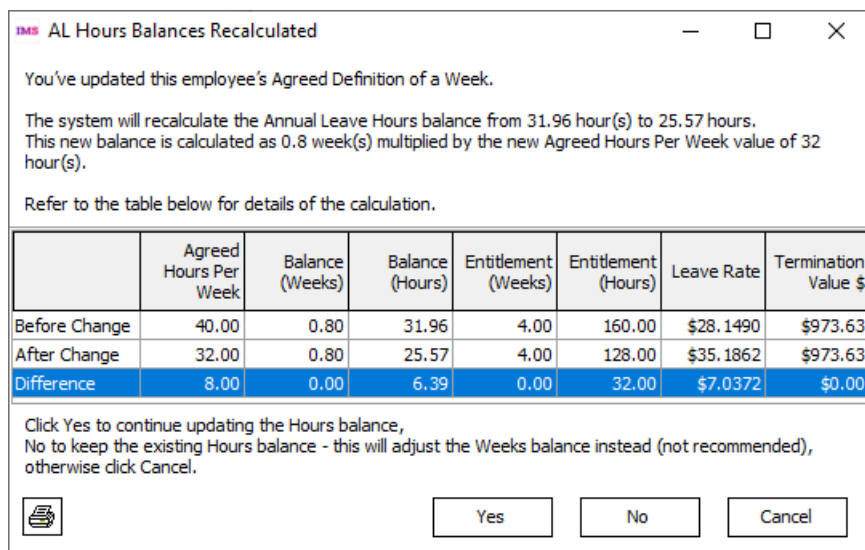 IMS AL Hours Balances Recalculated
You've updated this employee's Agreed Definition of a Week.
The system will recalculate the Annual Leave Hours balance from 31.96 hour(s) to 25.57 hours.
This new balance is calculated as 0.8 week(s) multiplied by the new Agreed Hours Per Week value of 32
hour(s).
Refer to the table below for details of the calculation.
Agreed Hours Per Week Balance (Weeks) Balance (Hours) Entitlement (Weeks) Entitlement (Hours) Leave Rate Termination Value $
Before Change 40.00 0.80 31.96 4.00 160.00 $28.1490 $973.63
After Change 32.00 0.80 25.57 4.00 128.00 $35.1862 $973.63
Difference 8.00 0.00 6.39 0.00 32.00 $7.0372 $0.00
Click Yes to continue updating the Hours balance,
No to keep the existing Hours balance - this will adjust the Weeks balance instead (not recommended),
otherwise click Cancel.
Yes No Cancel